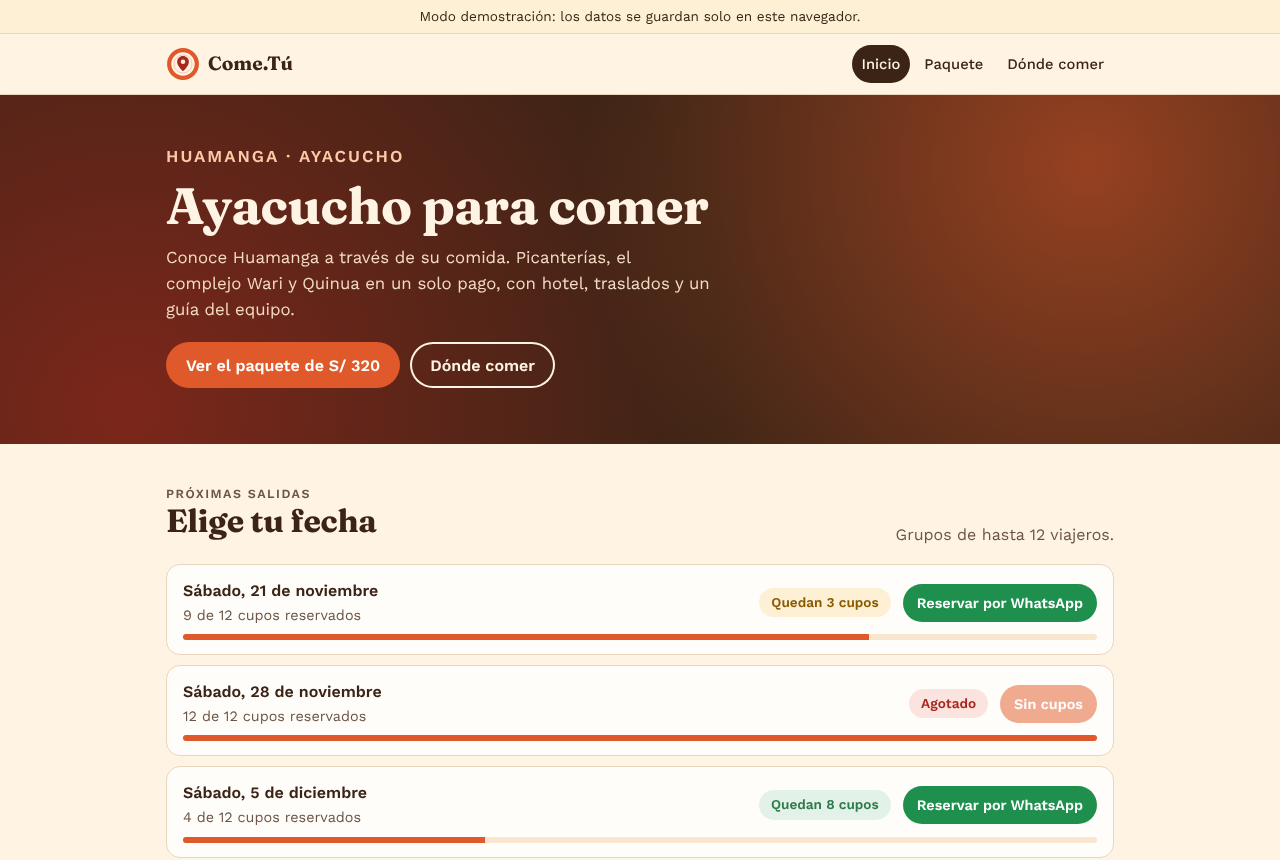 Modo demostración: los datos se guardan solo en este navegador.
Come.Tú
Inicio
Paquete
Dónde comer
HUAMANGA · AYACUCHO
Ayacucho para comer
Conoce Huamanga a través de su comida. Picanterías, el
complejo Wari y Quinua en un solo pago, con hotel, traslados y un
guía del equipo.
Ver el paquete de S/ 320
Dónde comer
PRÓXIMAS SALIDAS
Elige tu fecha
Grupos de hasta 12 viajeros.
Sábado, 21 de noviembre
9 de 12 cupos reservados
Quedan 3 cupos
Reservar por WhatsApp
Sábado, 28 de noviembre
12 de 12 cupos reservados
Agotado
Sin cupos
Sábado, 5 de diciembre
4 de 12 cupos reservados
Quedan 8 cupos
Reservar por WhatsApp